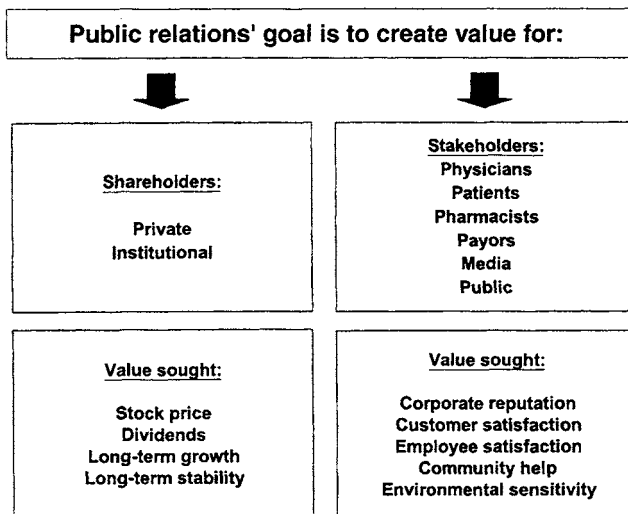 Public relations' goal is to create value for:
Shareholders:
Private
Institutional
Stakeholders:
Physicians
Patients
Pharmacists
Payors
Media
Public
Value sought:
Stock price
Dividends
Long-term growth
Long-term stability
Value sought:
Corporate reputation
Customer satisfaction
Employee satisfaction
Community help
Environmental sensitivity